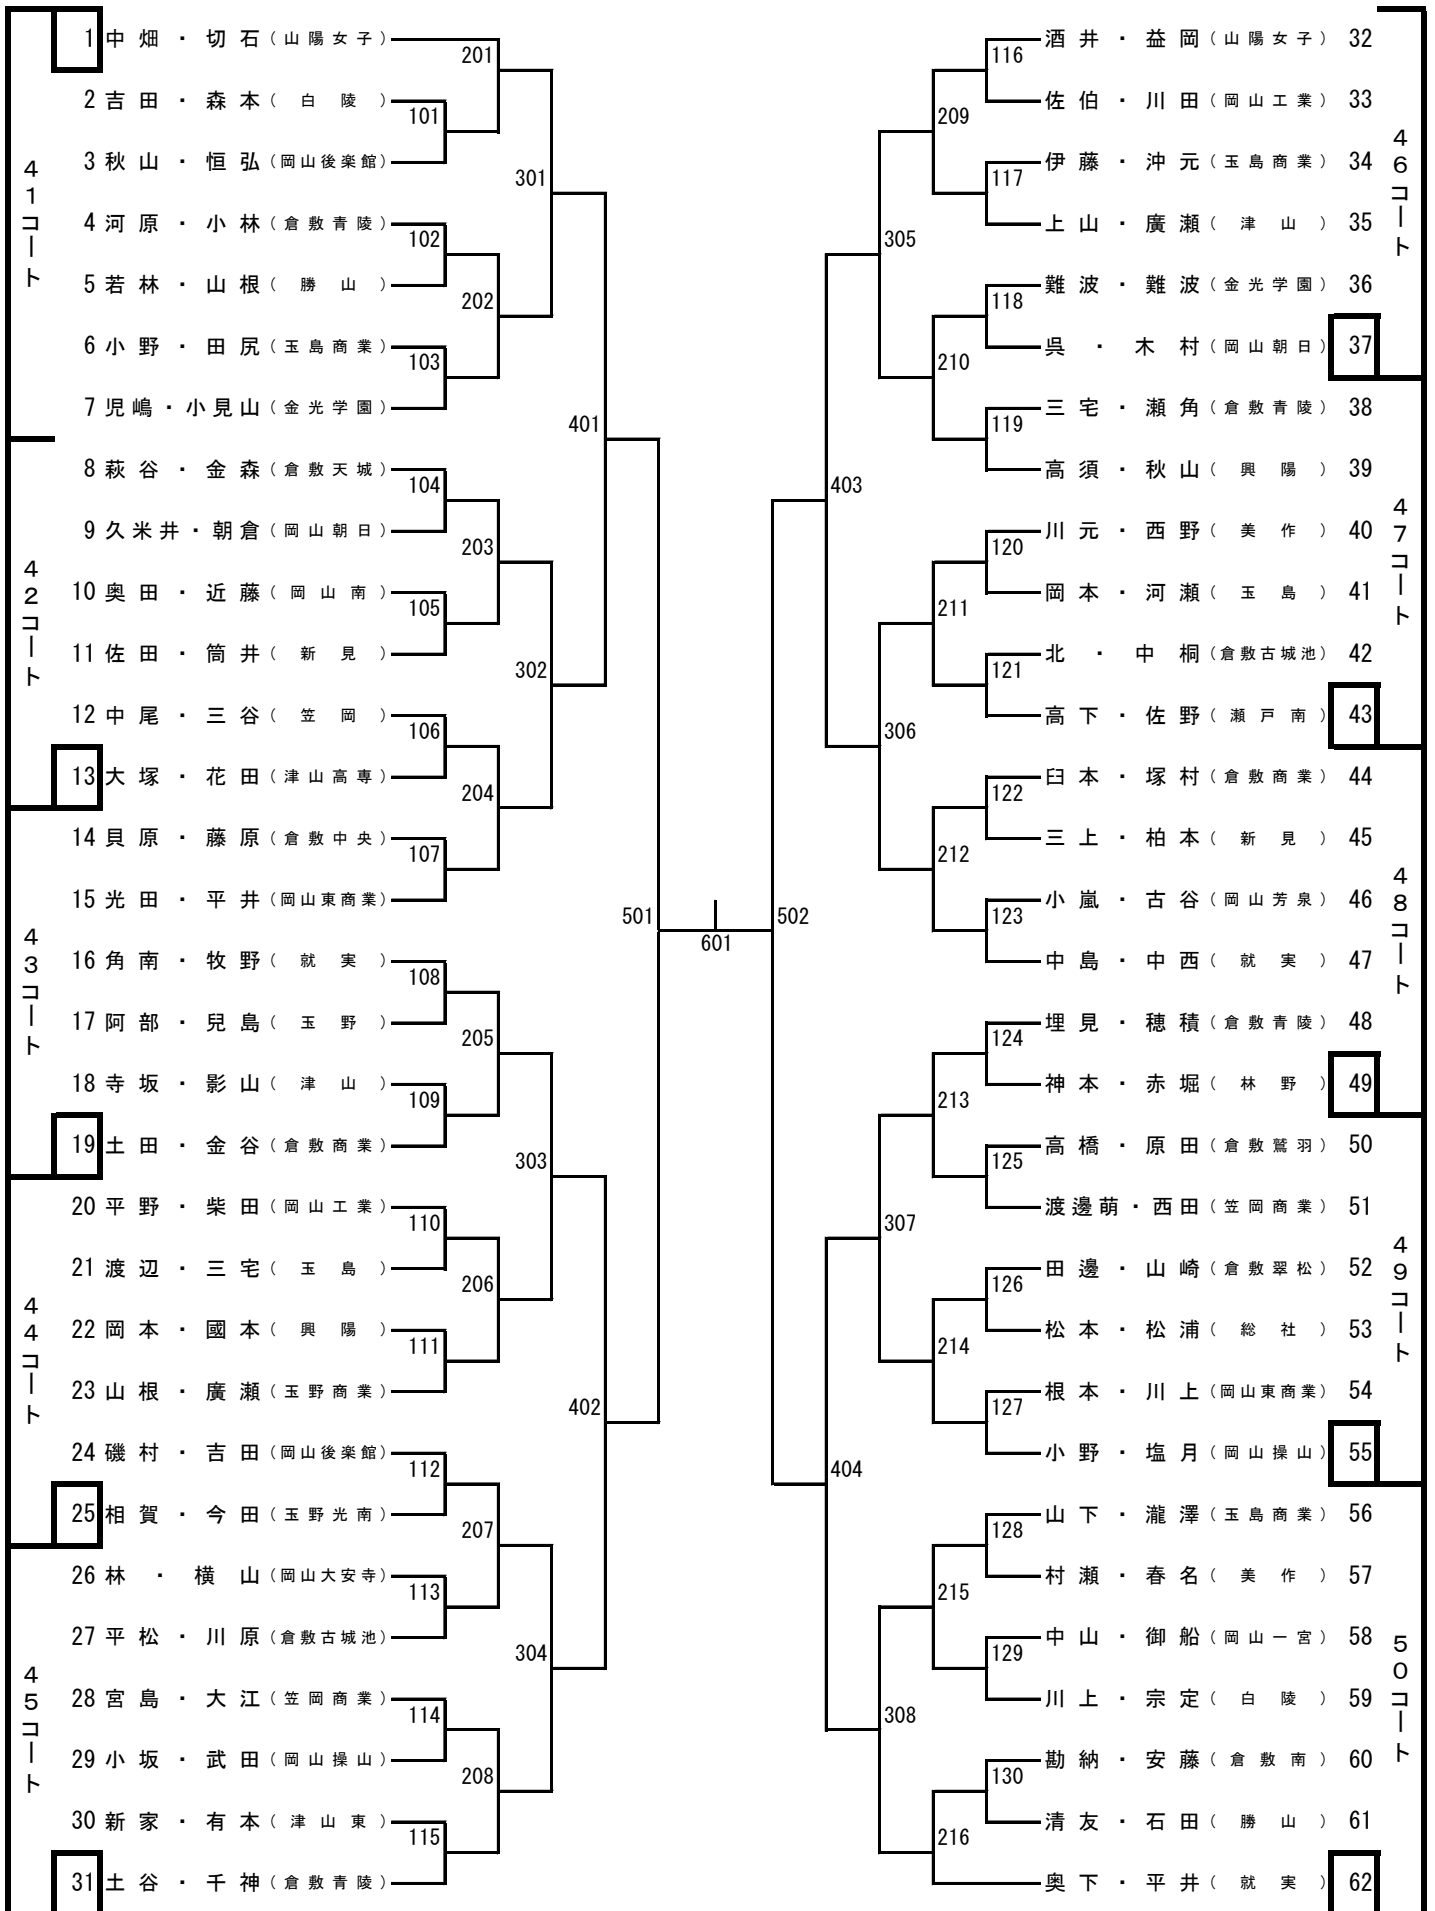 41コート
1 中畑・切石（山陽女子）
2 吉田・森本（白陵）
3 秋山・恒弘（岡山後楽館）
4 河原・小林（倉敷青陵）
5 若林・山根（勝山）
6 小野・田尻（玉島商業）
7 児嶋・小見山（金光学園）
42コート
8 萩谷・金森（倉敷天城）
9 久米井・朝倉（岡山朝日）
10 奥田・近藤（岡山南）
11 佐田・筒井（新見）
12 中尾・三谷（笠岡）
13 大塚・花田（津山高専）
43コート
14 貝原・藤原（倉敷中央）
15 光田・平井（岡山東商業）
16 角南・牧野（就実）
17 阿部・兒島（玉野）
18 寺坂・影山（津山）
19 土田・金谷（倉敷商業）
44コート
20 平野・柴田（岡山工業）
21 渡辺・三宅（玉島）
22 岡本・國本（興陽）
23 山根・廣瀬（玉野商業）
24 磯村・吉田（岡山後楽館）
25 相賀・今田（玉野光南）
45コート
26 林・横山（岡山大安寺）
27 平松・川原（倉敷古城池）
28 宮島・大江（笠岡商業）
29 小坂・武田（岡山操山）
30 新家・有本（津山東）
31 土谷・千神（倉敷青陵）
101
102
103
104
105
106
107
108
109
110
111
112
113
114
115
201
202
203
204
205
206
207
208
301
302
303
304
401
402
501
601
502
403
404
305
306
307
308
209
210
211
212
213
214
215
216
116
117
118
119
120
121
122
123
124
125
126
127
128
129
130
酒井・益岡（山陽女子） 32
佐伯・川田（岡山工業） 33
伊藤・沖元（玉島商業） 34
上山・廣瀬（津山） 35
難波・難波（金光学園） 36
呉・木村（岡山朝日） 37
46コート
三宅・瀬角（倉敷青陵） 38
高須・秋山（興陽） 39
川元・西野（美作） 40
岡本・河瀬（玉島） 41
北・中桐（倉敷古城池） 42
高下・佐野（瀬戸南） 43
47コート
臼本・塚村（倉敷商業） 44
三上・柏本（新見） 45
小嵐・古谷（岡山芳泉） 46
中島・中西（就実） 47
埋見・穂積（倉敷青陵） 48
神本・赤堀（林野） 49
48コート
高橋・原田（倉敷鷲羽） 50
渡邊萌・西田（笠岡商業） 51
田邊・山崎（倉敷翠松） 52
松本・松浦（総社） 53
根本・川上（岡山東商業） 54
小野・塩月（岡山操山） 55
49コート
山下・瀧澤（玉島商業） 56
村瀬・春名（美作） 57
中山・御船（岡山一宮） 58
川上・宗定（白陵） 59
勘納・安藤（倉敷南） 60
清友・石田（勝山） 61
奥下・平井（就実） 62
50コート